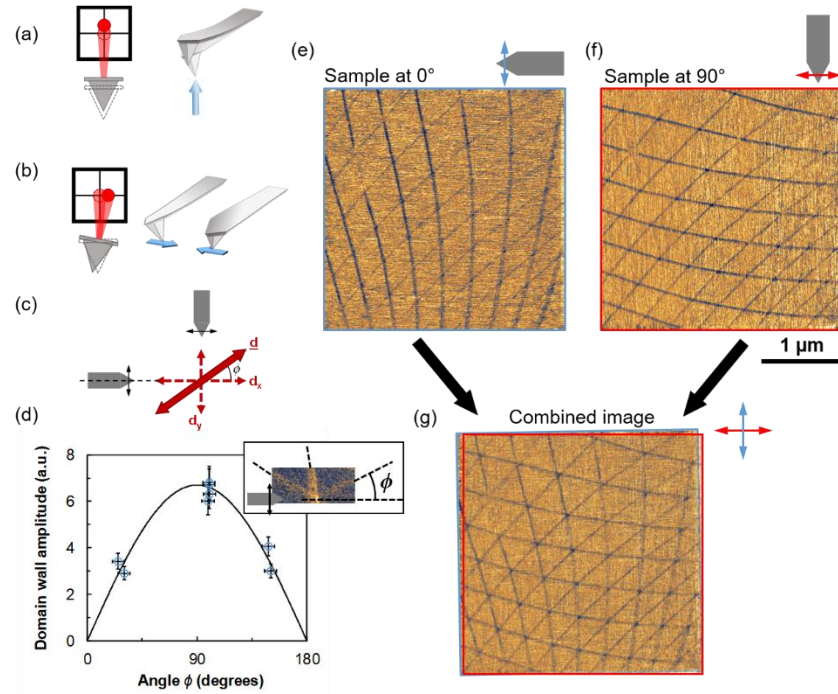 (a)
(b)
(c)
ϕ
d
dx
dy
(d)
Domain wall amplitude (a.u.)
8
6
4
2
0
0
90
180
Angle ϕ (degrees)
ϕ
(e)
Sample at 0°
(f)
Sample at 90°
1 µm
(g)
Combined image